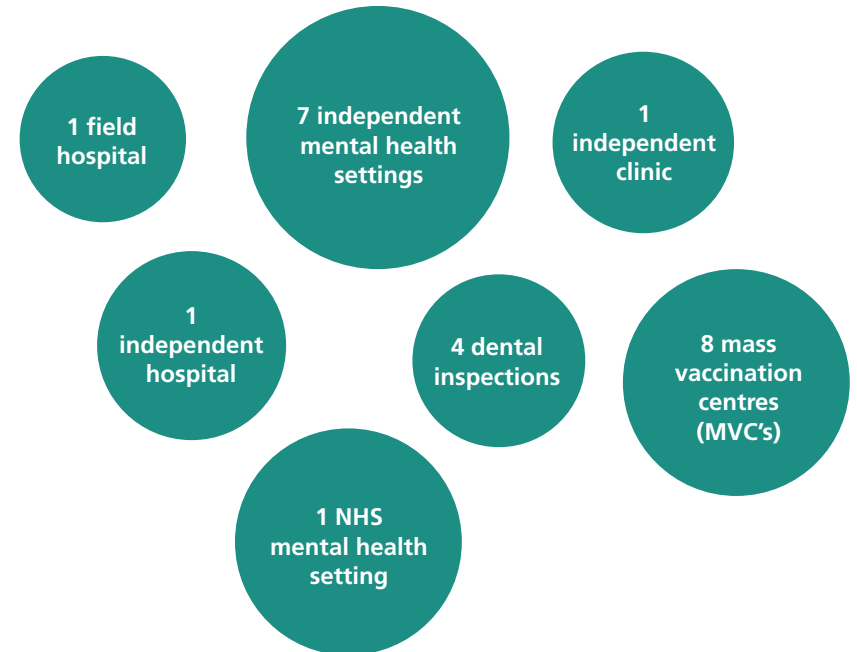 1 field
hospital
7 independent
mental health
settings
1
independent
clinic
1
independent
hospital
4 dental
inspections
8 mass
vaccination
centres
(MVC's)
1 NHS
mental health
setting